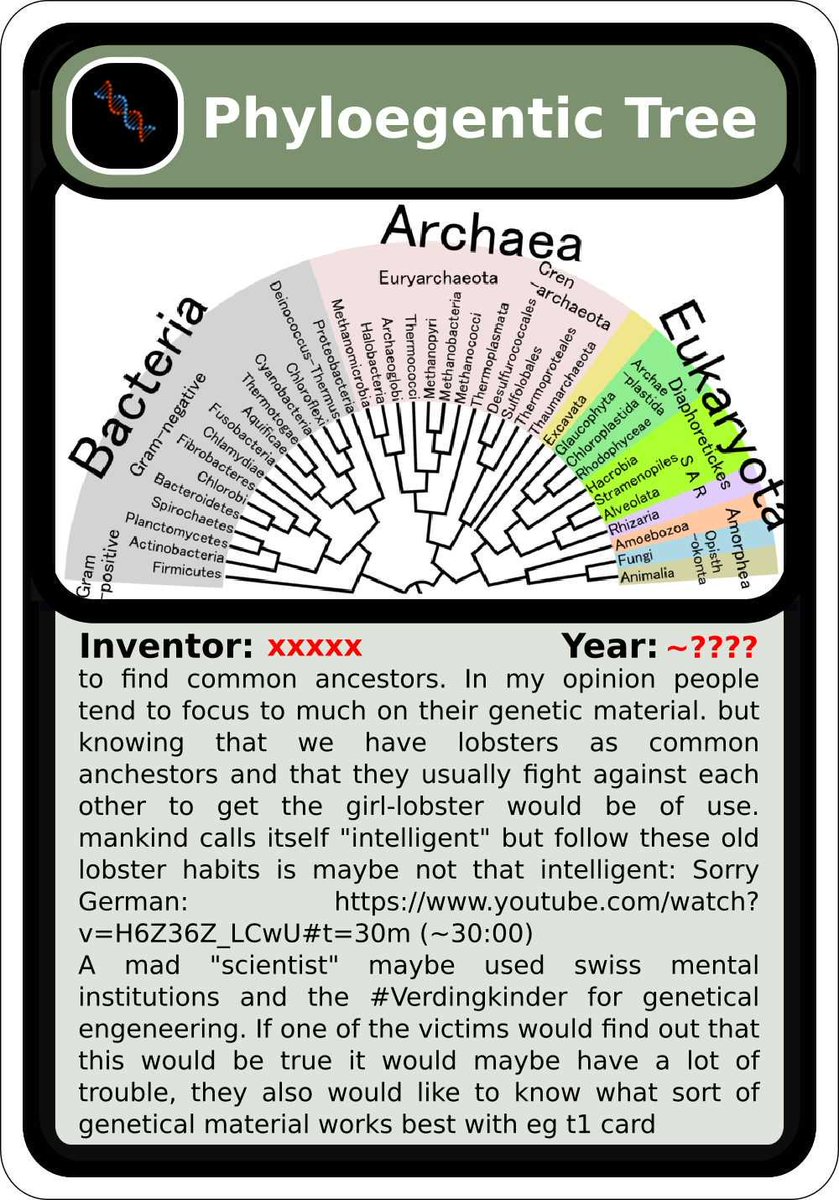 Phyloegentic Tree
Archaea
Bacteria
Eukaryota
Euryarchaeota
Cren
-archaeota
Gram-negative
Gram
-positive
Firmicutes
Actinobacteria
Planctomycetes
Spirochaetes
Bacteroidetes
Chlorobi
Fibrobacteres
Chlamydiae
Fusobacteria
Aquificae
Thermotogae
Cyanobacteria
Chloroflexi
Deinococcus-Thermus
Proteobacteria
Methanomicrobia
Halobacteria
Archaeoglobi
Thermococci
Methanopyri
Methanobacteria
Methanococci
Thermoplasmata
Desulfurococcales
Sulfolobales
Thermoproteales
Thaumarchaeota
Excavata
Archae
-plastida
Diaphoretickes
Glaucophyta
Chloroplastida
Rhodophyceae
Hacrobia
Stramenopiles
Alveolata
S A R
Rhizaria
Amoebozoa
Fungi
Animalia
Opisth
-okonta
Amorphea
Inventor: xxxxx Year: ~????
to find common ancestors. In my opinion people
tend to focus to much on their genetic material. but
knowing that we have lobsters as common
anchestors and that they usually fight against each
other to get the girl-lobster would be of use.
mankind calls itself "intelligent" but follow these old
lobster habits is maybe not that intelligent: Sorry
German: https://www.youtube.com/watch?
v=H6Z36Z_LCwU#t=30m (~30:00)
A mad "scientist" maybe used swiss mental
institutions and the #Verdingkinder for genetical
engeneering. If one of the victims would find out that
this would be true it would maybe have a lot of
trouble, they also would like to know what sort of
genetical material works best with eg t1 card